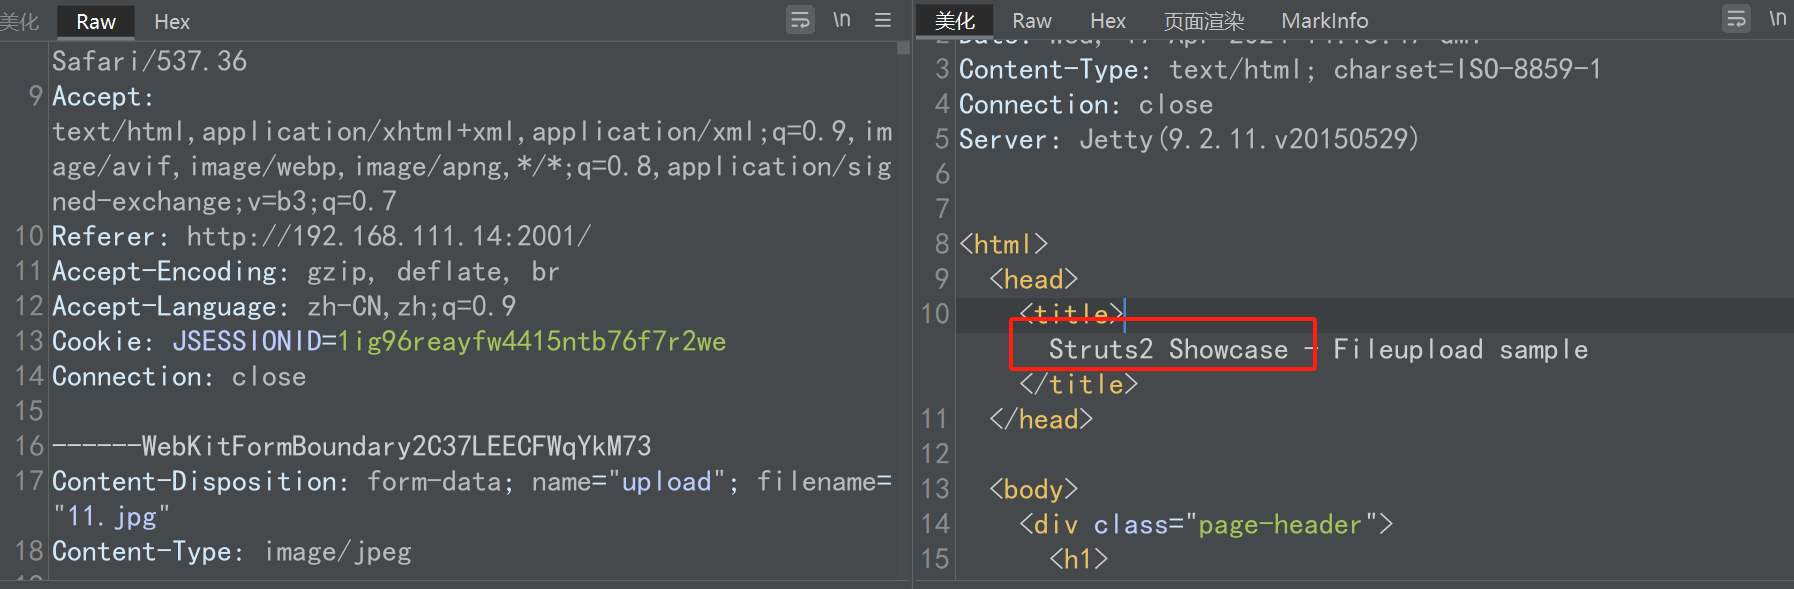 美化 Raw Hex \n
Safari/537.36
9 Accept:
text/html,application/xhtml+xml,application/xml;q=0.9,im
age/avif,image/webp,image/apng,*/*;q=0.8,application/sig
ned-exchange;v=b3;q=0.7
10 Referer: http://192.168.111.14:2001/
11 Accept-Encoding: gzip, deflate, br
12 Accept-Language: zh-CN,zh;q=0.9
13 Cookie: JSESSIONID=1ig96reayfw4415ntb76f7r2we
14 Connection: close
15
16 ------WebKitFormBoundary2C37LEECFWqYkM73
17 Content-Disposition: form-data; name="upload"; filename=
"11.jpg"
18 Content-Type: image/jpeg
美化 Raw Hex 页面渲染 MarkInfo \n
3 Content-Type: text/html; charset=ISO-8859-1
4 Connection: close
5 Server: Jetty(9.2.11.v20150529)
6
7
8 <html>
9 <head>
10 <title>
Struts2 Showcase - Fileupload sample
</title>
11 </head>
12
13 <body>
14 <div class="page-header">
15 <h1>